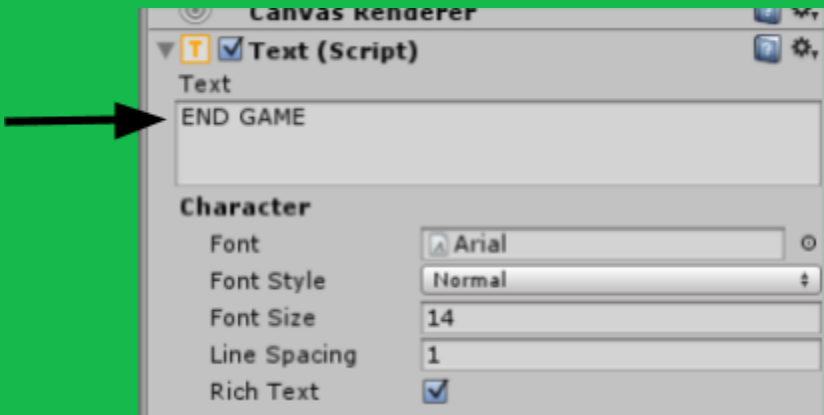 Canvas Renderer
Text (Script)
Text
END GAME
Character
Font Arial
Font Style Normal
Font Size 14
Line Spacing 1
Rich Text